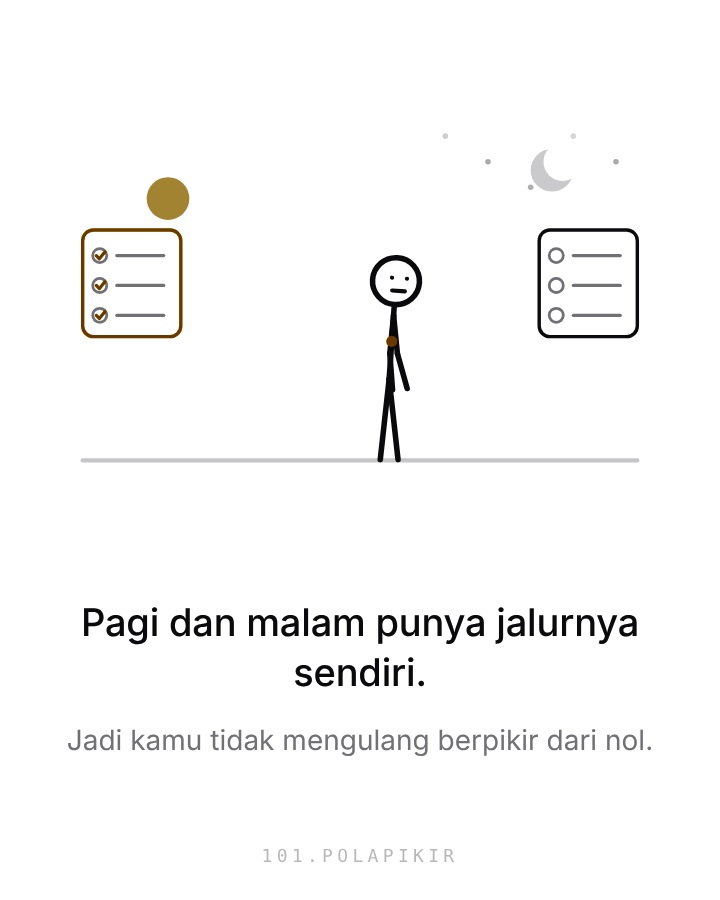 Pagi dan malam punya jalurnya
sendiri.
Jadi kamu tidak mengulang berpikir dari nol.
101.POLAPIKIR